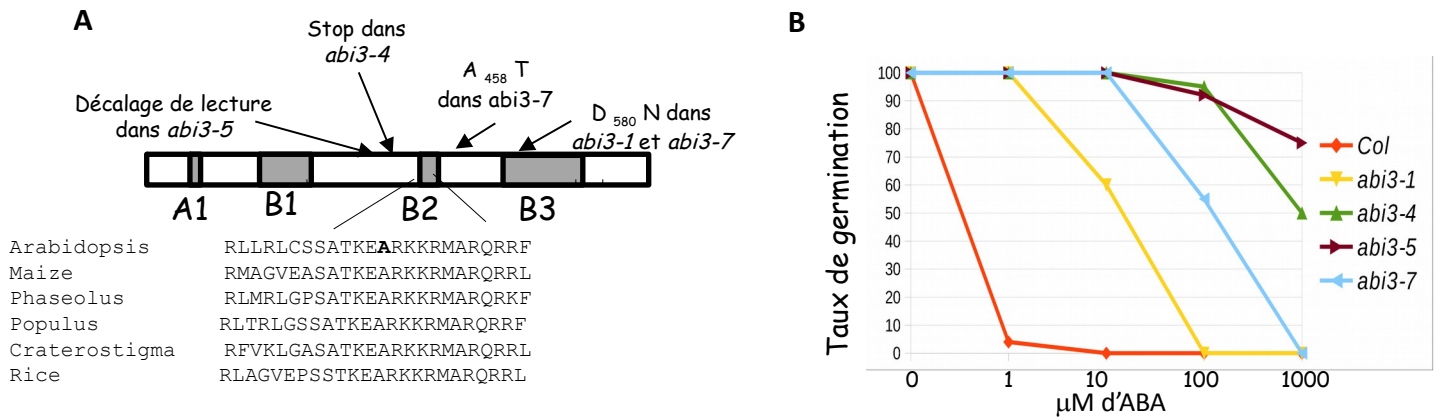 A
Stop dans
abi3-4
A 458 T
dans abi3-7
Décalage de lecture
dans abi3-5
D 580 N dans
abi3-1 et abi3-7
A1
B1
B2
B3
Arabidopsis RLLRLCSSATKEARKKRMARQRRF
Maize RMAGVEASATKEARKKRMARQRRL
Phaseolus RLMRLGPSATKEARKKRMARQRKF
Populus RLTRLGSSATKEARKKRMARQRRF
Craterostigma RFVKLGASATKEARKKRMARQRRL
Rice RLAGVEPSSTKEARKKRMARQRRL
B
Taux de germination
100
90
80
70
60
50
40
30
20
10
0
0 1 10 100 1000
µM d'ABA
Col
abi3-1
abi3-4
abi3-5
abi3-7